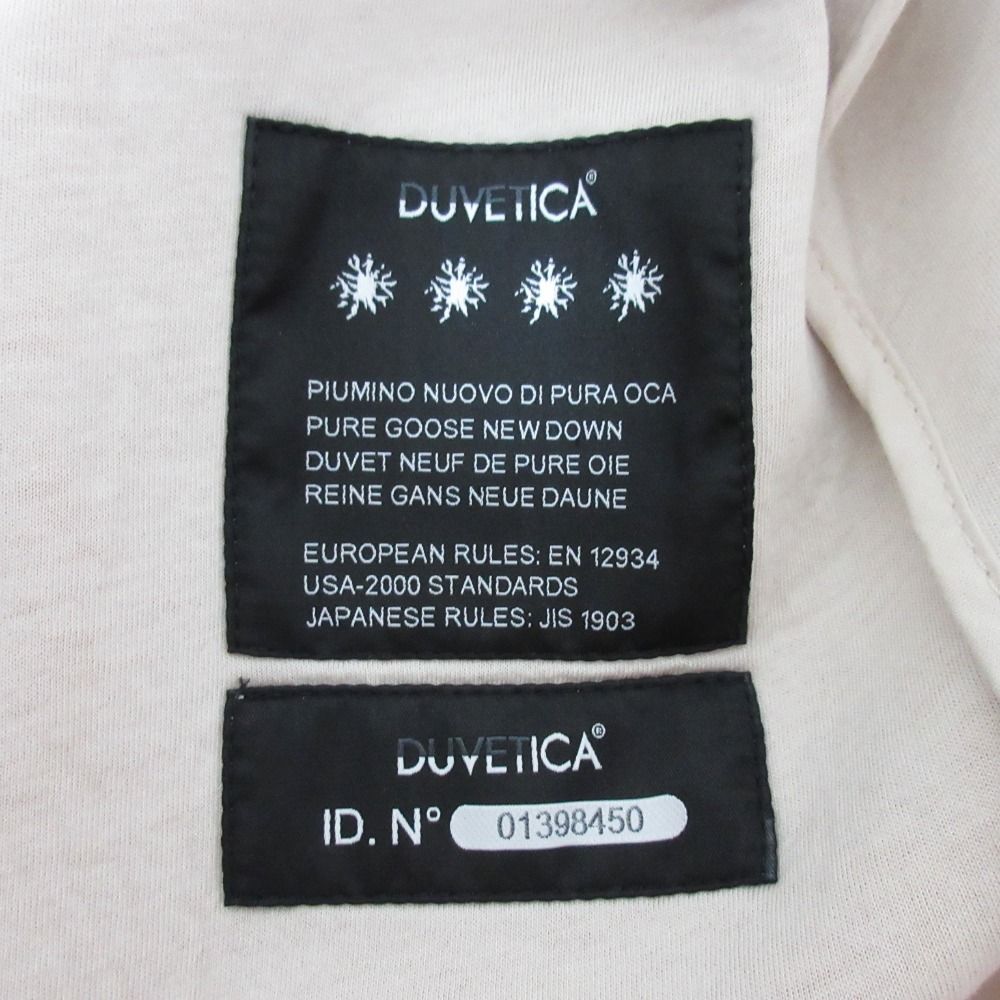 DUVETICA®
PIUMINO NUOVO DI PURA OCA
PURE GOOSE NEW DOWN
DUVET NEUF DE PURE OIE
REINE GANS NEUE DAUNE
EUROPEAN RULES: EN 12934
USA-2000 STANDARDS
JAPANESE RULES: JIS 1903
DUVETICA®
ID. N° 01398450